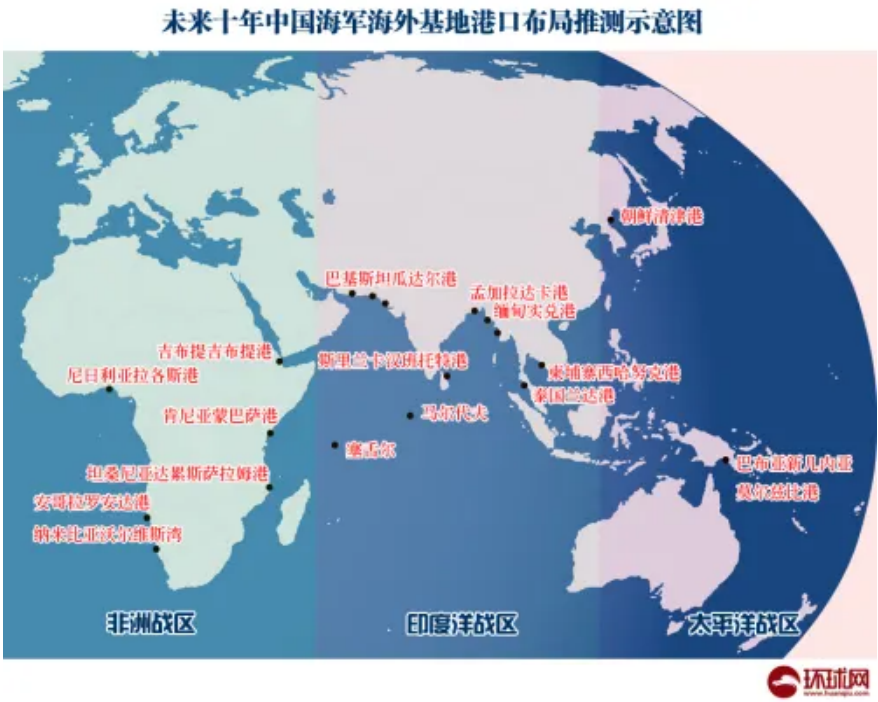 未来十年中国海军海外基地港口布局推测示意图
朝鲜清津港
巴基斯坦瓜达尔港
孟加拉达卡港
缅甸实兑港
吉布提吉布提港
斯里兰卡汉班托特港
尼日利亚拉各斯港
柬埔寨西哈努克港
泰国兰达港
肯尼亚蒙巴萨港
马尔代夫
塞舌尔
坦桑尼亚达累斯萨拉姆港
巴布亚新几内亚
莫尔兹比港
安哥拉罗安达港
纳米比亚沃尔维斯湾
非洲战区
印度洋战区
太平洋战区
环球网
www.huanqiu.com